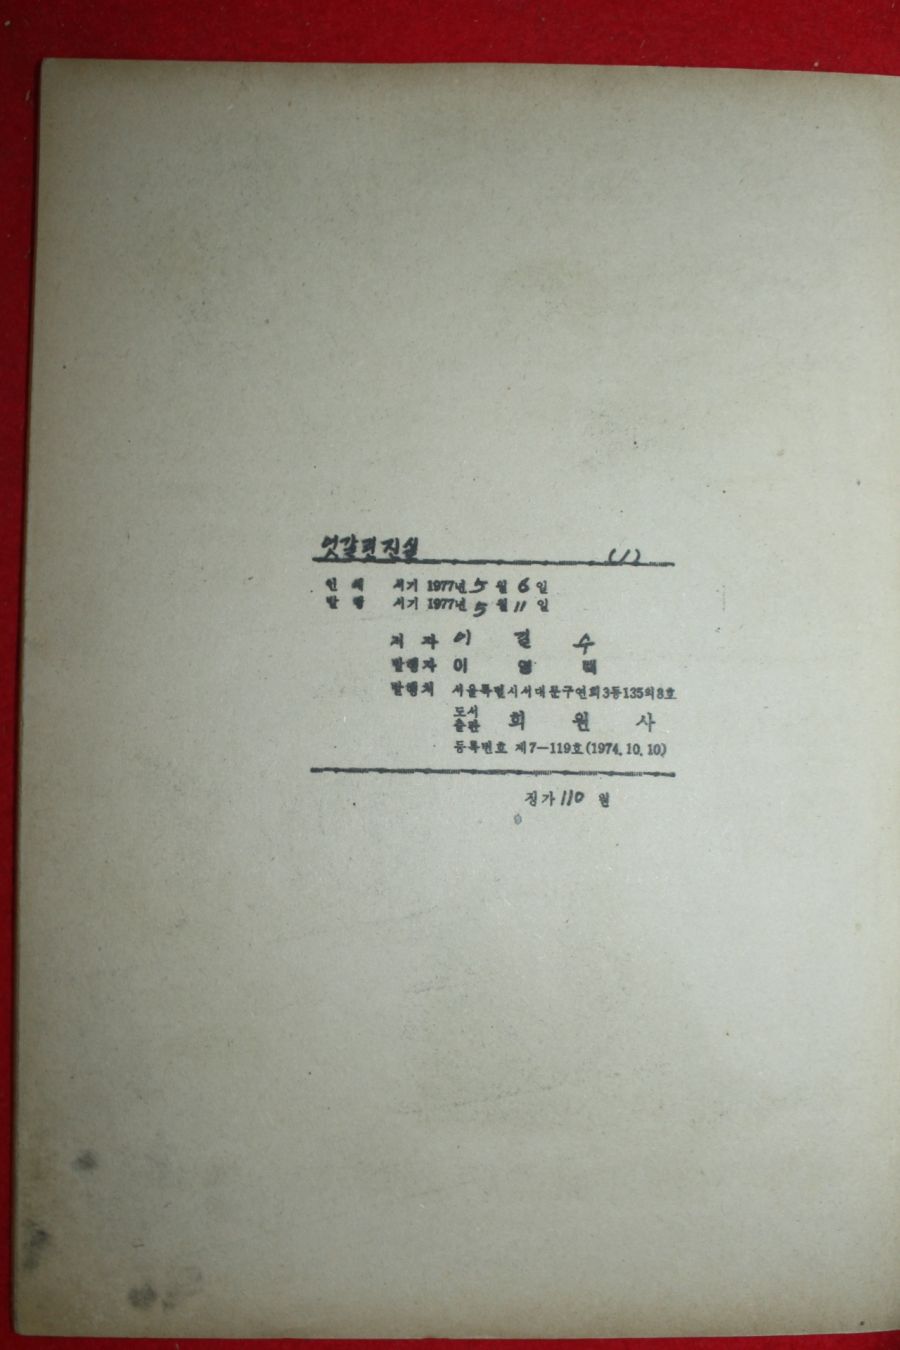 엇갈린 진실 (1)
인 쇄 서기 1977년 5 월 6 일
발 행 서기 1977년 5 월 11 일
저 자 이 길 수
발행자 이 영 택
발행처 서울특별시서대문구연희3동135의8호
도서출판 희 원 사
등록번호 제7-119호(1974. 10. 10)
정가 110 원